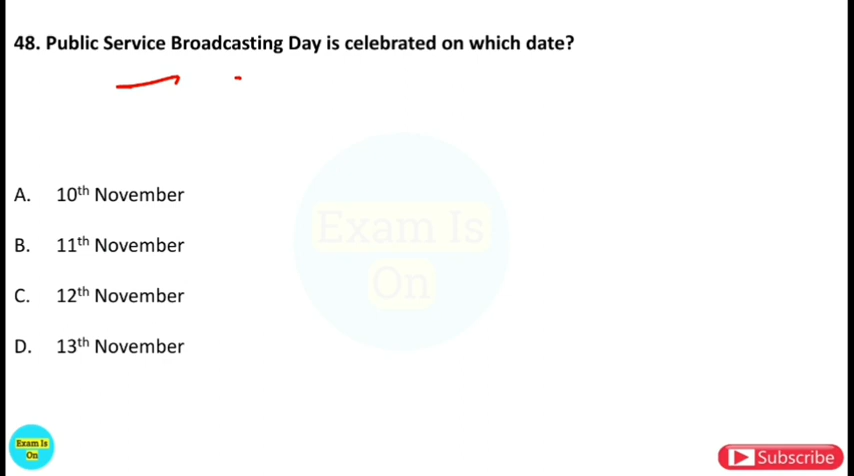 48. Public Service Broadcasting Day is celebrated on which date?
Exam Is
On
A. 10th November
B. 11th November
C. 12th November
D. 13th November
Exam Is
On
Subscribe